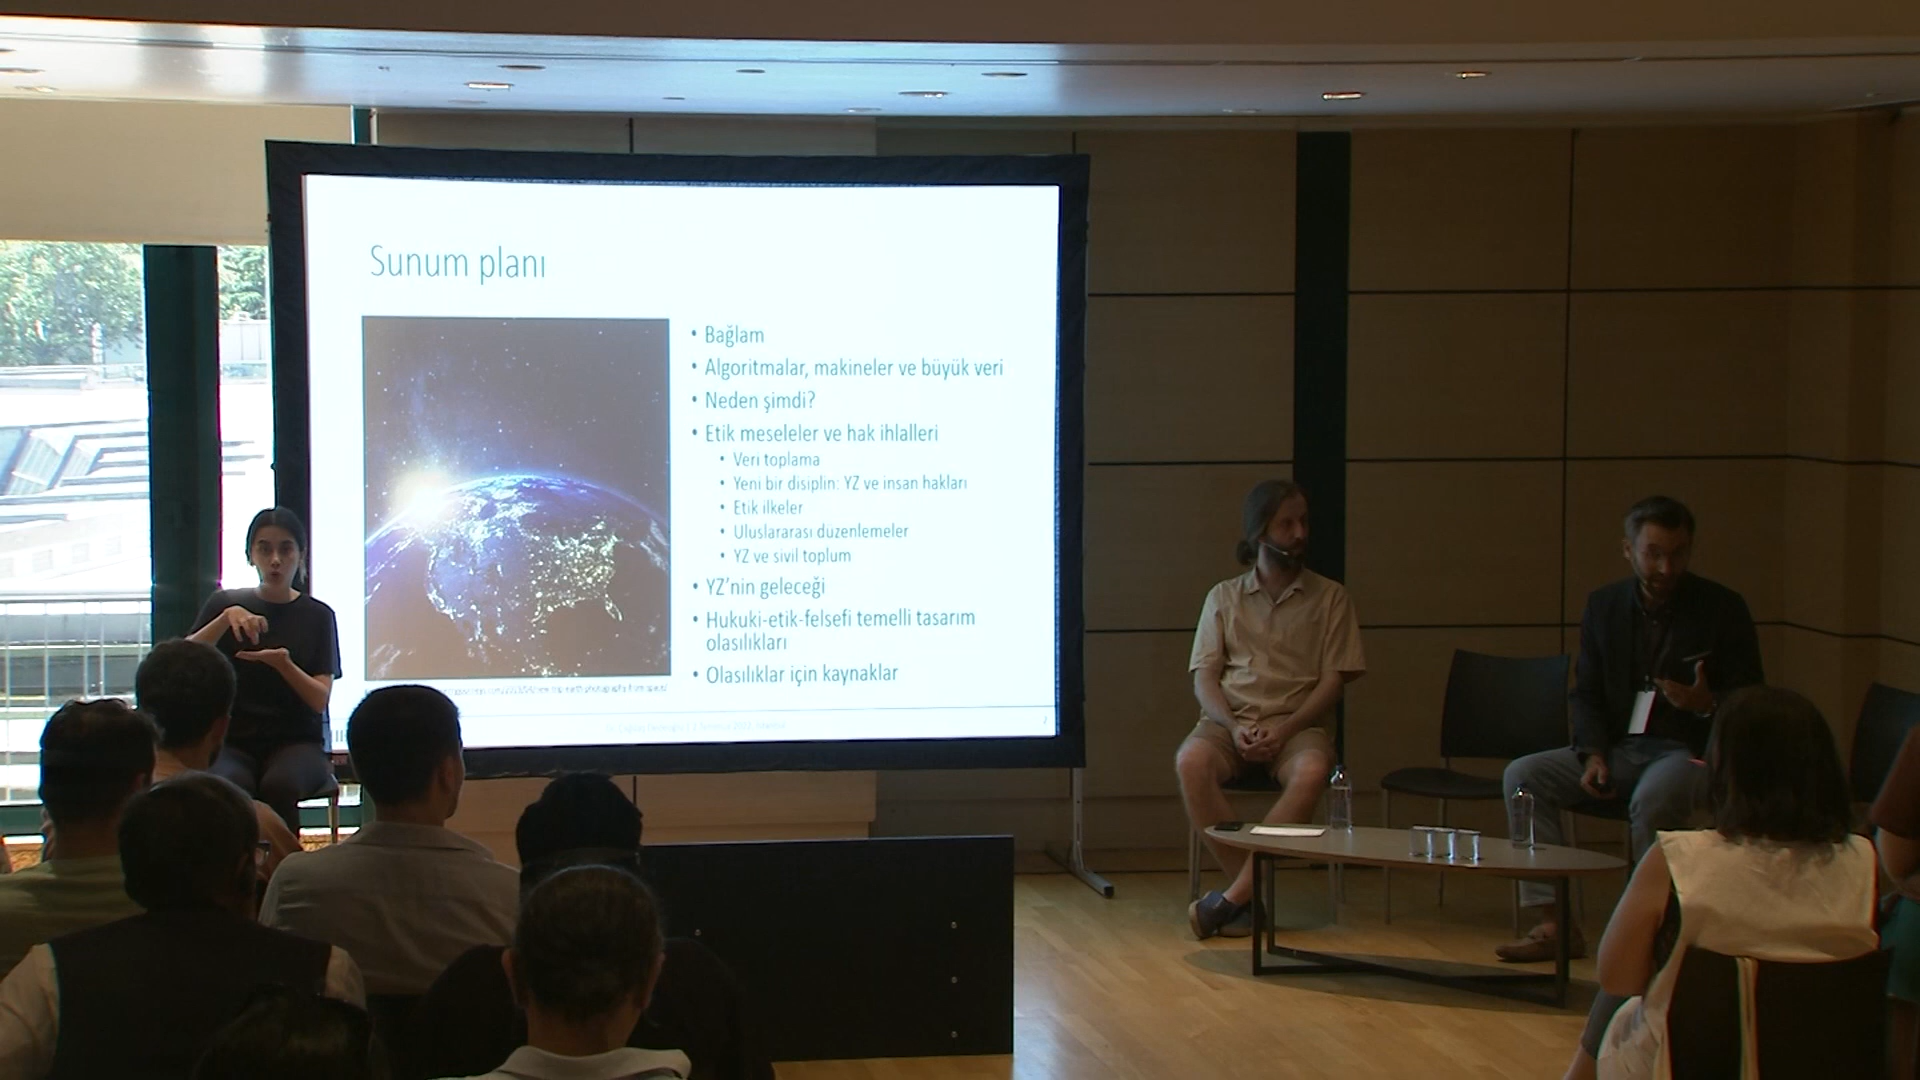 Sunum planı
• Bağlam
• Algoritmalar, makineler ve büyük veri
• Neden şimdi?
• Etik meseleler ve hak ihlalleri
• Veri toplama
• Yeni bir disiplin: YZ ve insan hakları
• Etik ilkeler
• Uluslararası düzenlemeler
• YZ ve sivil toplum
• YZ'nin geleceği
• Hukuki-etik-felsefi temelli tasarım
olasılıkları
• Olasılıklar için kaynaklar
2